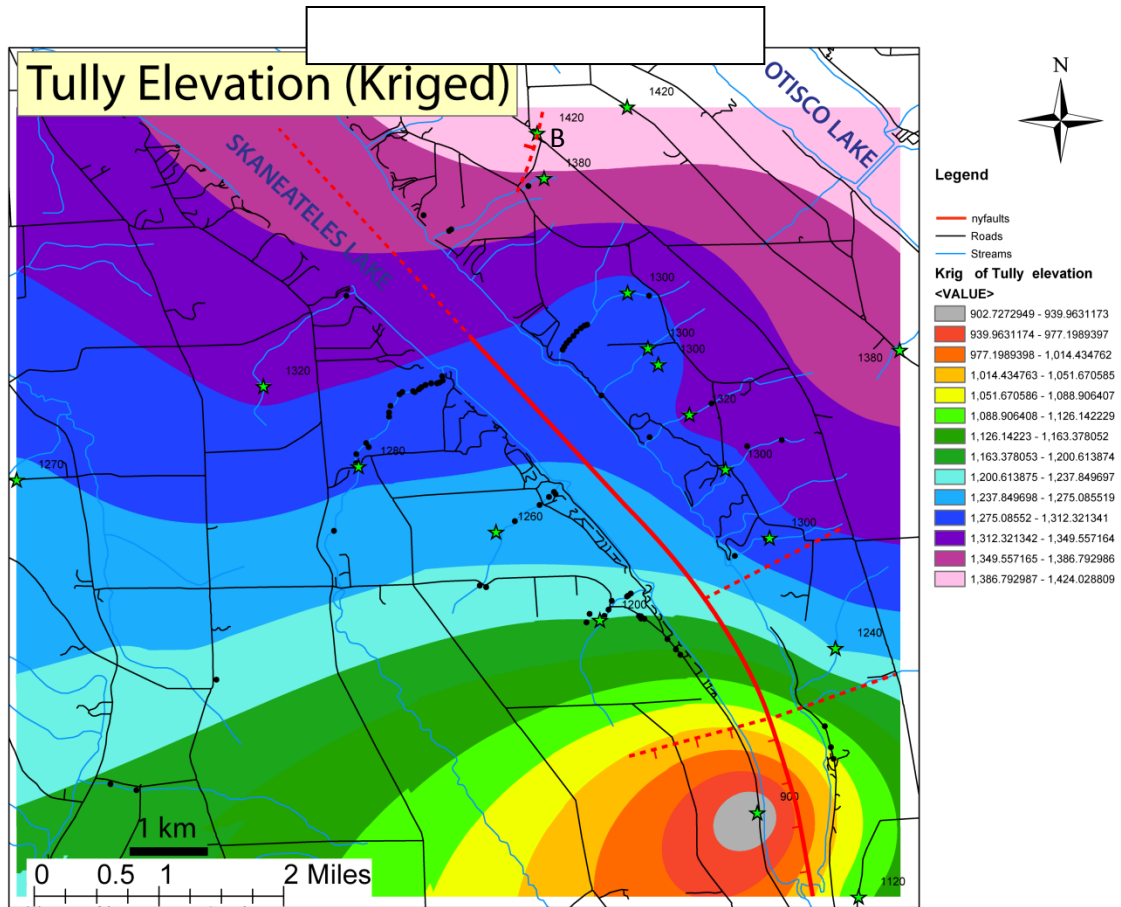 Tully Elevation (Kriged)
OTISCO LAKE
SKANEATELES LAKE
1420
1420
B
1380
1300
1300
1300
1380
1320
1320
1300
1270
1280
1260
1300
1200
1240
900
1120
1 km
0 0.5 1 2 Miles
N
Legend
nyfaults
Roads
Streams
Krig of Tully elevation
<VALUE>
902.7272949 - 939.9631173
939.9631174 - 977.1989397
977.1989398 - 1,014.434762
1,014.434763 - 1,051.670585
1,051.670586 - 1,088.906407
1,088.906408 - 1,126.142229
1,126.14223 - 1,163.378052
1,163.378053 - 1,200.613874
1,200.613875 - 1,237.849697
1,237.849698 - 1,275.085519
1,275.08552 - 1,312.321341
1,312.321342 - 1,349.557164
1,349.557165 - 1,386.792986
1,386.792987 - 1,424.028809